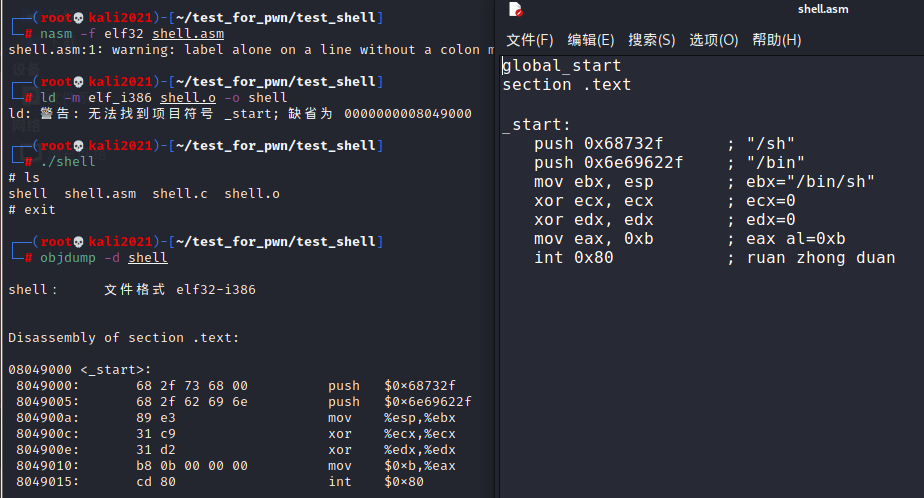 ┌──(root💀kali2021)-[~/test_for_pwn/test_shell]
└─# nasm -f elf32 shell.asm
shell.asm:1: warning: label alone on a line without a colon m
┌──(root💀kali2021)-[~/test_for_pwn/test_shell]
└─# ld -m elf_i386 shell.o -o shell
ld: 警告: 无法找到项目符号 _start; 缺省为 0000000008049000
┌──(root💀kali2021)-[~/test_for_pwn/test_shell]
└─# ./shell
# ls
shell  shell.asm  shell.c  shell.o
# exit
┌──(root💀kali2021)-[~/test_for_pwn/test_shell]
└─# objdump -d shell
shell：     文件格式 elf32-i386
Disassembly of section .text:
08049000 <_start>:
 8049000:	68 2f 73 68 00	push   $0×68732f
 8049005:	68 2f 62 69 6e	push   $0×6e69622f
 804900a:	89 e3	mov    %esp,%ebx
 804900c:	31 c9	xor    %ecx,%ecx
 804900e:	31 d2	xor    %edx,%edx
 8049010:	b8 0b 00 00 00	mov    $0×b,%eax
 8049015:	cd 80	int    $0×80
shell.asm
文件(F)  编辑(E)  搜索(S)  选项(O)  帮助(H)
global_start
section .text
_start:
   push 0x68732f      ; "/sh"
   push 0x6e69622f    ; "/bin"
   mov ebx, esp       ; ebx="/bin/sh"
   xor ecx, ecx       ; ecx=0
   xor edx, edx       ; edx=0
   mov eax, 0xb       ; eax al=0xb
   int 0x80           ; ruan zhong duan